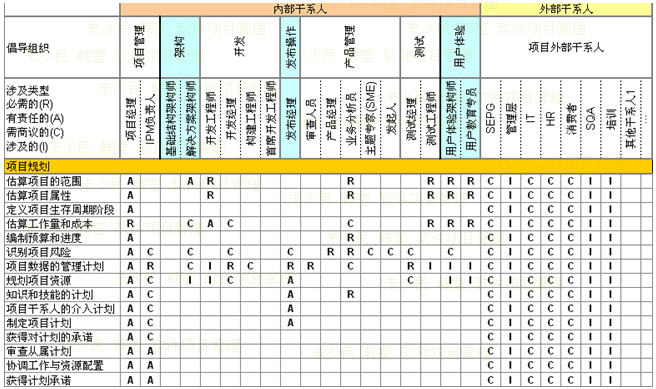 内部干系人 外部干系人
倡导组织 项目管理 架构 开发 发布操作 产品管理 测试 用户体验 项目外部干系人
涉及类型
必需的(R)
有责任的(A)
需商议的(C)
涉及的(I)
项目经理 IPM负责人 基础结构架构师 解决方案架构师 开发工程师 开发经理 构建工程师 首席开发工程师 发布经理 审查人员 产品经理 业务分析员 主题专家(SME) 发起人 测试经理 测试工程师 用户体验架构师 用户教育专员 SEPG 管理层 IT HR 消费者 SQA 培训 其他干系人1
项目规划
估算项目的范围 A A R R R R R C I C C C I I
估算项目属性 A R R R R R C I C C C I I
定义项目生存周期阶段 A C I C C C I I
估算工作量和成本 R C A C C R R R C I C C C I I
编制预算和进度 A R C I C C C I I
识别项目风险 A C C C C R R C C C C C I C C C I I
项目数据的管理计划 A R C I R C R R C R I I I C I C C C I I
规划项目资源 A C I I C A C I I C I C C C I I
知识和技能的计划 A C A R C I C C C I I
项目干系人的介入计划 A C A C I C C C I I
制定项目计划 A C A C I C C C I I
获得对计划的承诺 A C C I C C C I I
审查从属计划 A A C I C C C I I
协调工作与资源配置 A A C I C C C I I
获得计划承诺 A A C I C C C I I